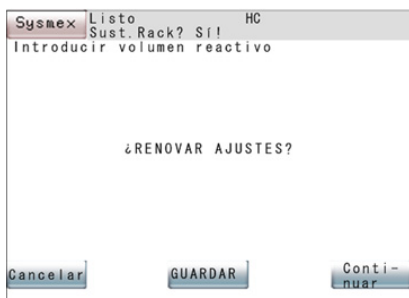 Sysmex Listo HC
Sust.Rack? Sí!
Introducir volumen reactivo
¿RENOVAR AJUSTES?
Cancelar GUARDAR Conti-
nuar